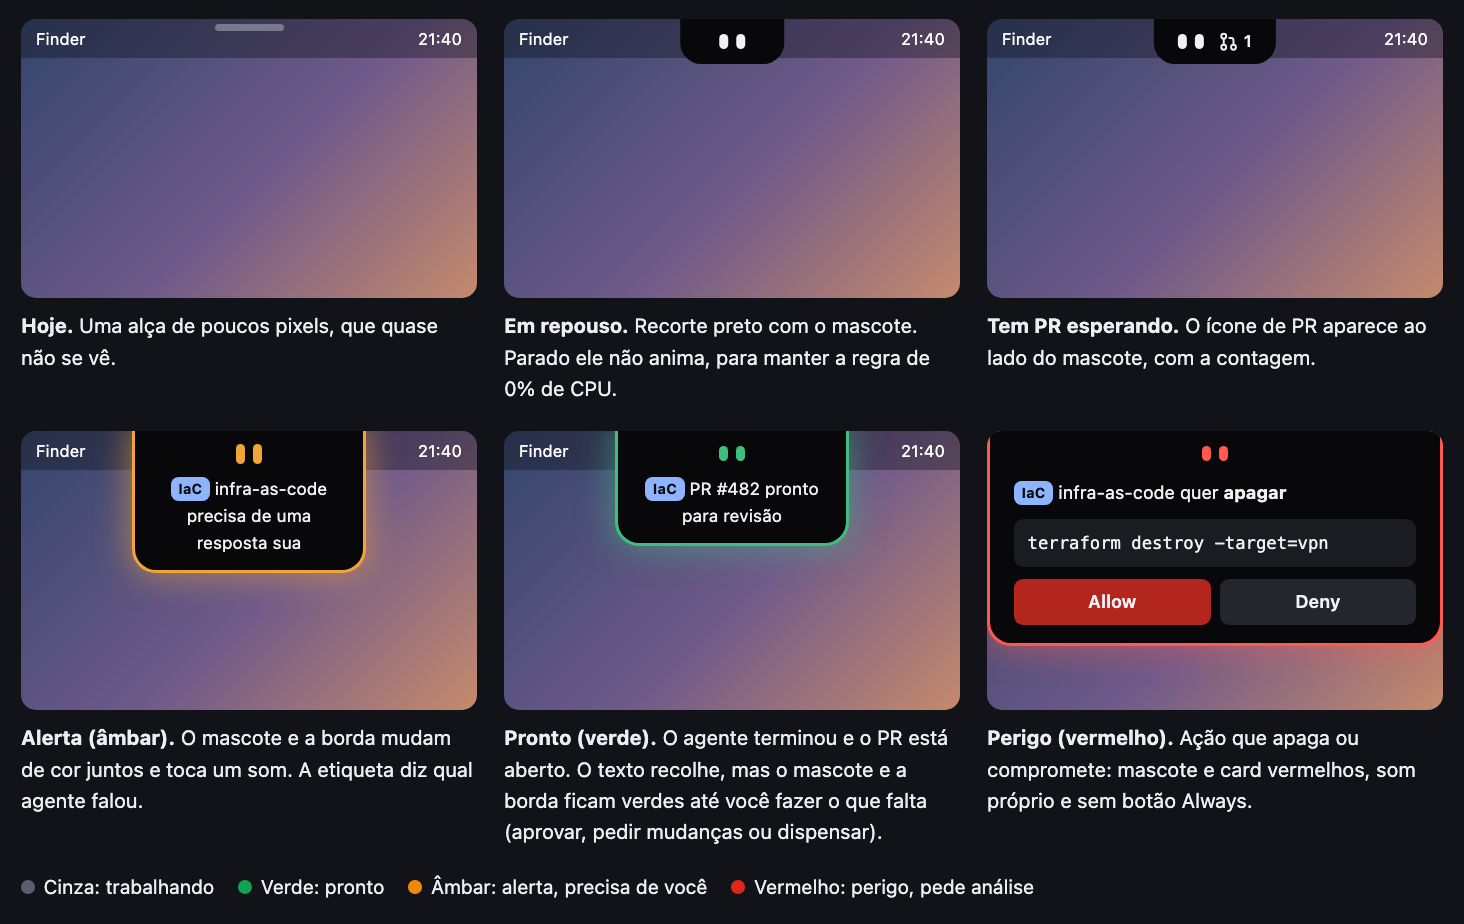 Finder
21:40
Finder
21:40
Finder
1
21:40
Hoje. Uma alça de poucos pixels, que quase
não se vê.
Em repouso. Recorte preto com o mascote.
Parado ele não anima, para manter a regra de
0% de CPU.
Tem PR esperando. O ícone de PR aparece ao
lado do mascote, com a contagem.
Finder
21:40
IaC infra-as-code
precisa de uma
resposta sua
Finder
21:40
IaC PR #482 pronto
para revisão
IaC infra-as-code quer apagar
terraform destroy -target=vpn
Allow
Deny
Alerta (âmbar). O mascote e a borda mudam
de cor juntos e toca um som. A etiqueta diz qual
agente falou.
Pronto (verde). O agente terminou e o PR está
aberto. O texto recolhe, mas o mascote e a
borda ficam verdes até você fazer o que falta
(aprovar, pedir mudanças ou dispensar).
Perigo (vermelho). Ação que apaga ou
compromete: mascote e card vermelhos, som
próprio e sem botão Always.
Cinza: trabalhando
Verde: pronto
Âmbar: alerta, precisa de você
Vermelho: perigo, pede análise